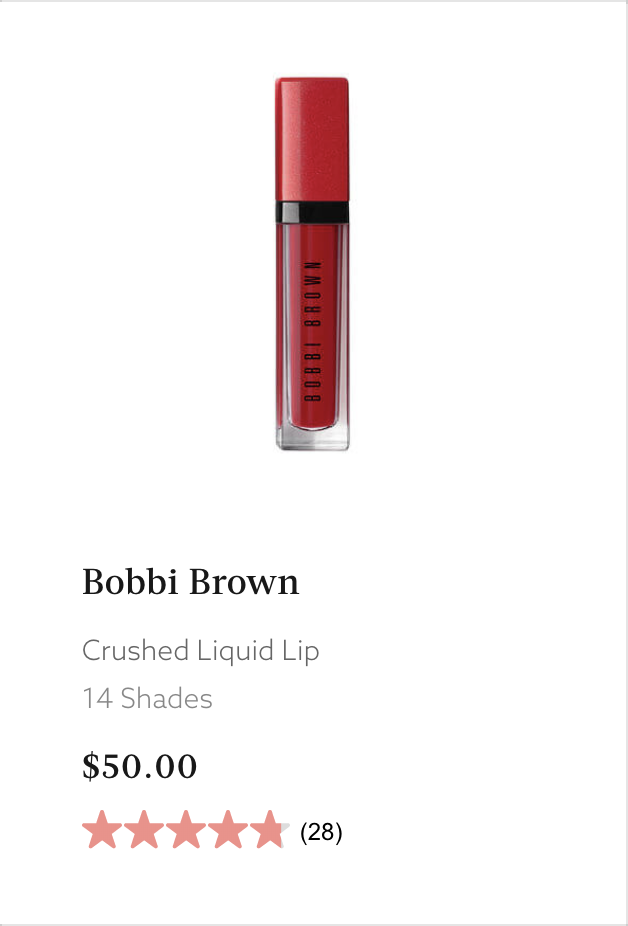 BOBBI BROWN
Bobbi Brown
Crushed Liquid Lip
14 Shades
$50.00
(28)